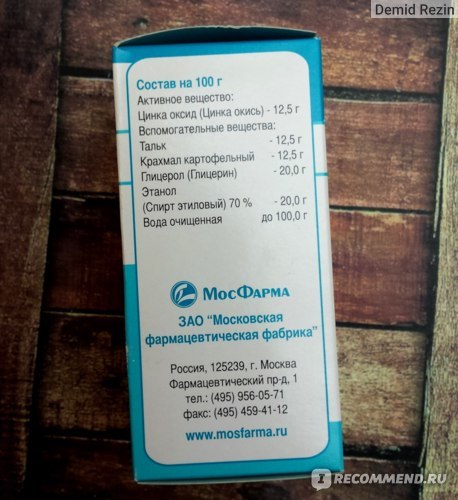 Demid Rezin
Состав на 100 г
Активное вещество:
Цинка оксид (Цинка окись) - 12,5 г
Вспомогательные вещества:
Тальк - 12,5 г
Крахмал картофельный - 12,5 г
Глицерол (Глицерин) - 20,0 г
Этанол
(Спирт этиловый) 70 % - 20,0 г
Вода очищенная до 100,0 г
МосФарма
ЗАО "Московская
фармацевтическая фабрика"
Россия, 125239, г. Москва
Фармацевтический пр-д, 1
тел.: (495) 956-05-71
факс: (495) 459-41-12
www.mosfarma.ru
IRECOMMEND.RU